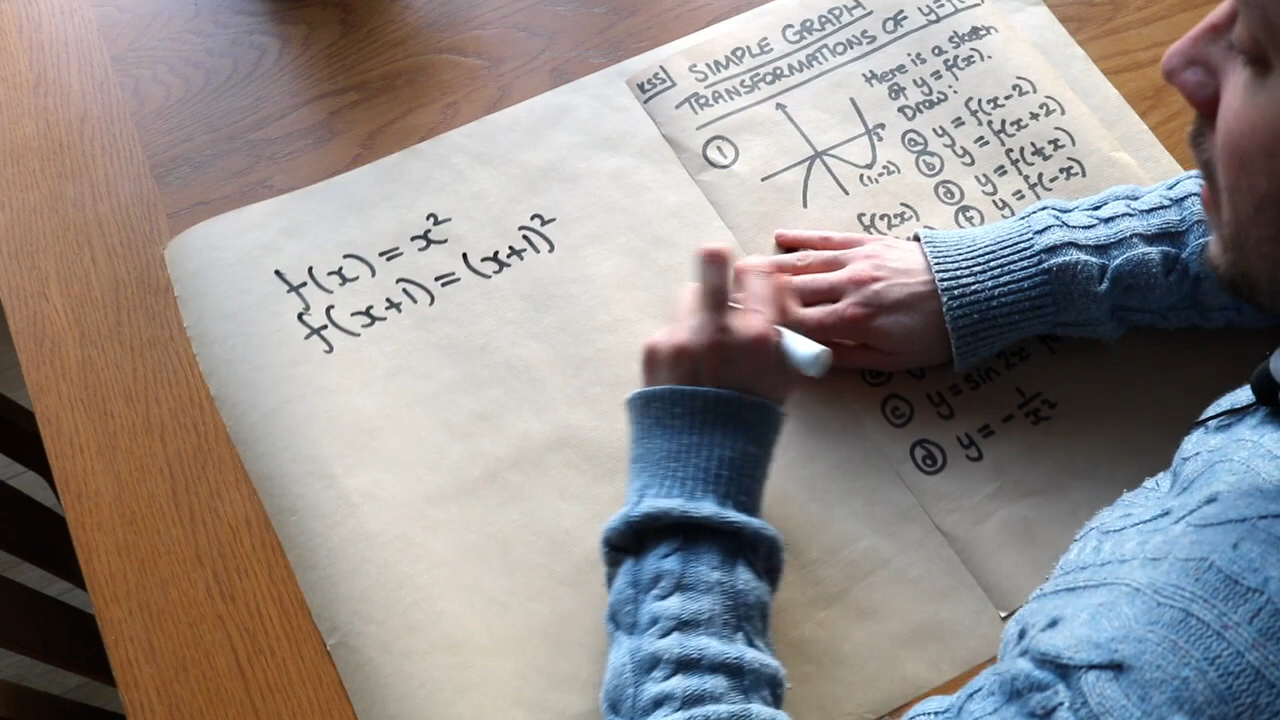 f(x) = x²
f(x+1) = (x+1)²
KS5
SIMPLE GRAPH
TRANSFORMATIONS OF y=
①
Here is a sketch
of y = f(x).
Draw:
(1,-2)
ⓐ y = f(x-2)
ⓑ y = f(x+2)
ⓓ y = f(½x)
ⓕ y = f(-x)
f(2x)
y = sin 2x
ⓒ
ⓓ y = -1/x²